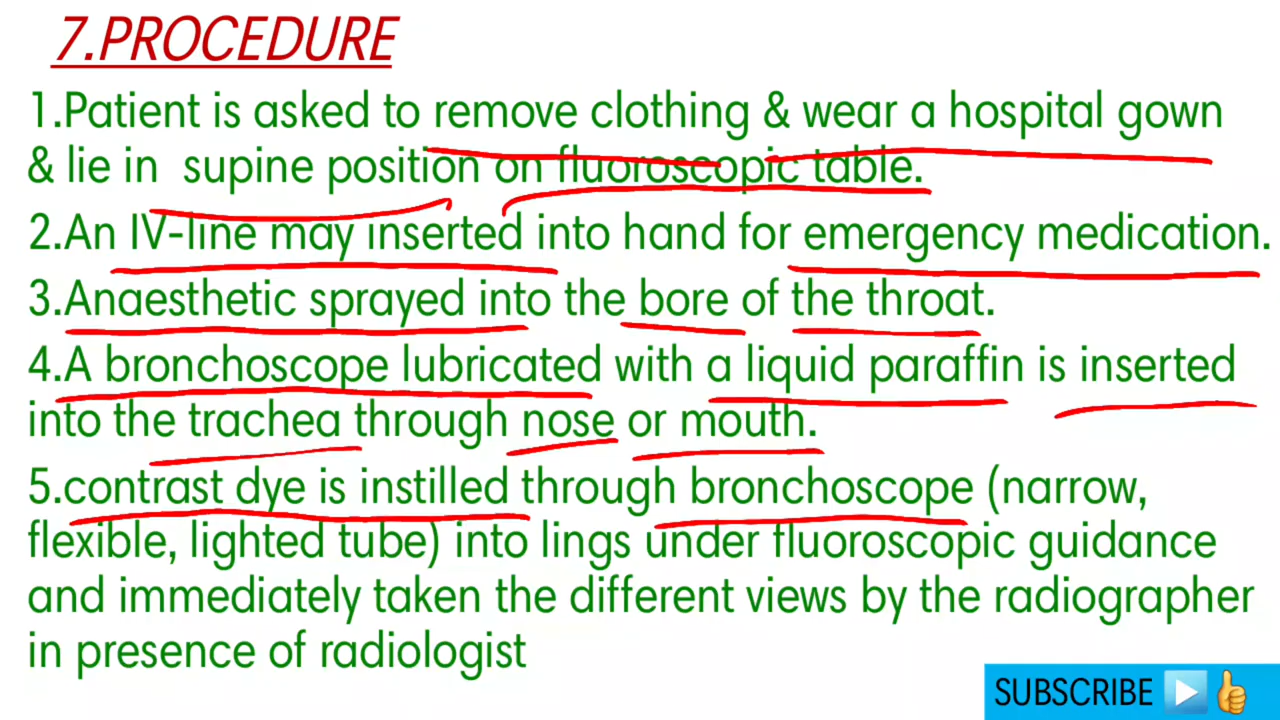 7.PROCEDURE
1.Patient is asked to remove clothing & wear a hospital gown
& lie in supine position on fluoroscopic table.
2.An IV-line may inserted into hand for emergency medication.
3.Anaesthetic sprayed into the bore of the throat.
4.A bronchoscope lubricated with a liquid paraffin is inserted
into the trachea through nose or mouth.
5.contrast dye is instilled through bronchoscope (narrow,
flexible, lighted tube) into lings under fluoroscopic guidance
and immediately taken the different views by the radiographer
in presence of radiologist
SUBSCRIBE